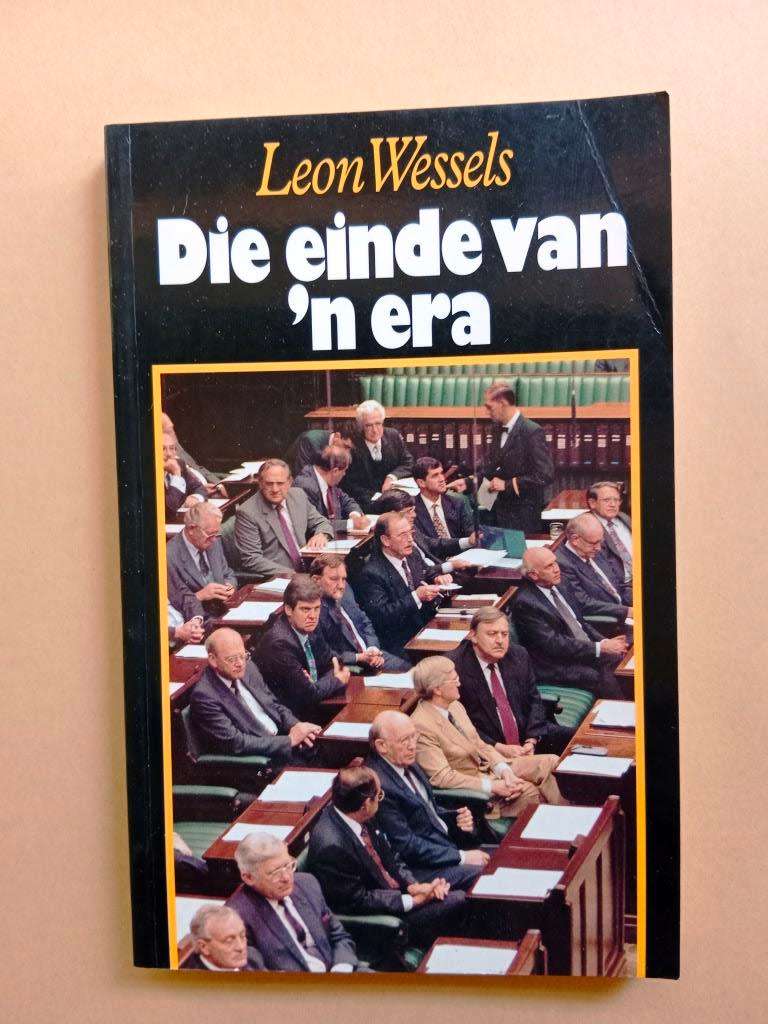 Leon Wessels
Die einde van
'n era